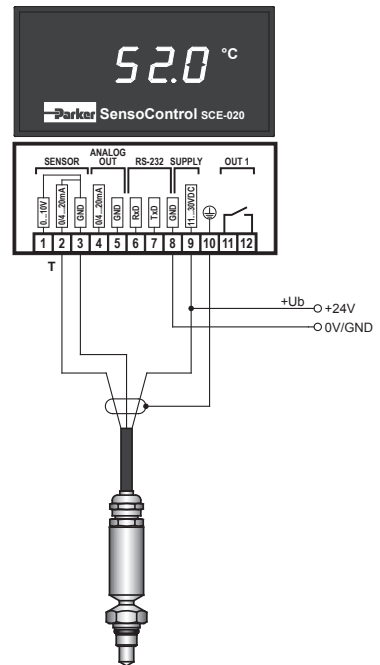 52.0 °C
Parker SensoControl SCE-020
ANALOG
SENSOR OUT RS-232 SUPPLY OUT 1
0...10V 0/4...20mA GND 0/4...20mA GND RxD TxD GND 11...30VDC
1 2 3 4 5 6 7 8 9 10 11 12
T
+Ub +24V
0V/GND